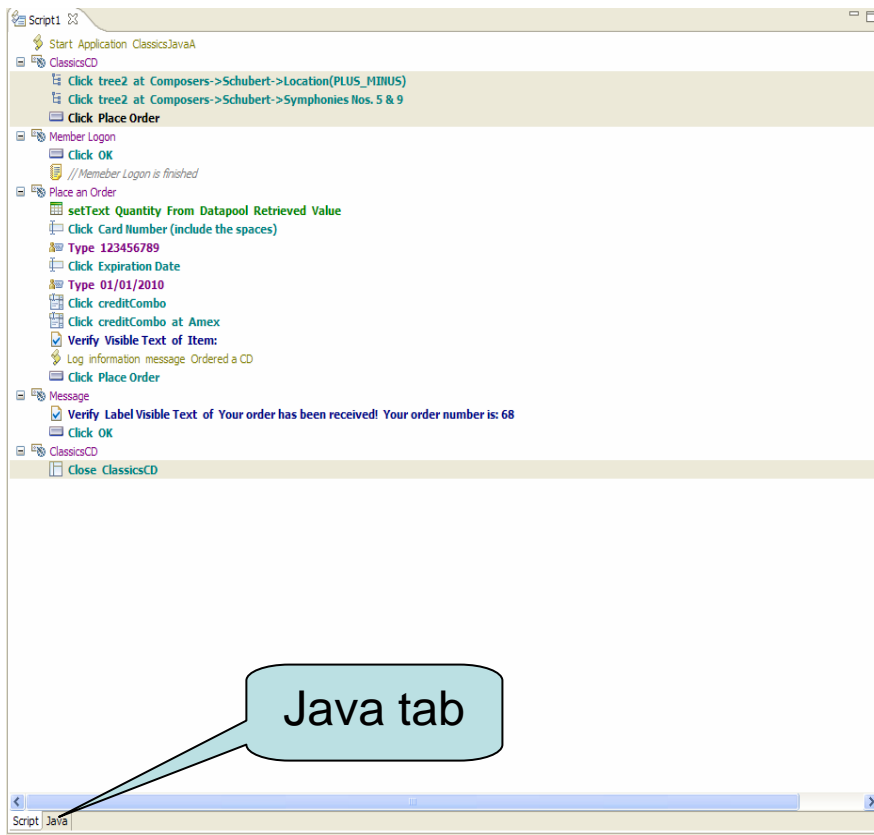 Script1
Start Application ClassicsJavaA
ClassicsCD
Click tree2 at Composers->Schubert->Location(PLUS_MINUS)
Click tree2 at Composers->Schubert->Symphonies Nos. 5 & 9
Click Place Order
Member Logon
Click OK
//Memeber Logon is finished
Place an Order
setText Quantity From Datapool Retrieved Value
Click Card Number (include the spaces)
Type 123456789
Click Expiration Date
Type 01/01/2010
Click creditCombo
Click creditCombo at Amex
Verify Visible Text of Item:
Log information message Ordered a CD
Click Place Order
Message
Verify Label Visible Text of Your order has been received! Your order number is: 68
Click OK
ClassicsCD
Close ClassicsCD
Java tab
Script Java